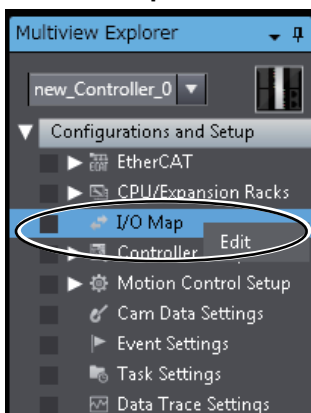 Multiview Explorer
new_Controller_0
Configurations and Setup
EtherCAT
CPU/Expansion Racks
I/O Map
Edit
Controller
Motion Control Setup
Cam Data Settings
Event Settings
Task Settings
Data Trace Settings